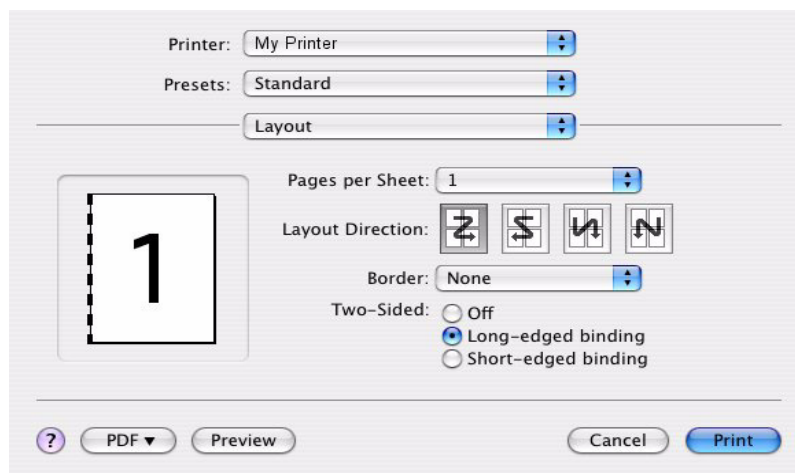 Printer: My Printer
Presets: Standard
Layout
1
Pages per Sheet: 1
Layout Direction:
Border: None
Two-Sided: Off
Long-edged binding
Short-edged binding
? PDF ▼ Preview Cancel Print